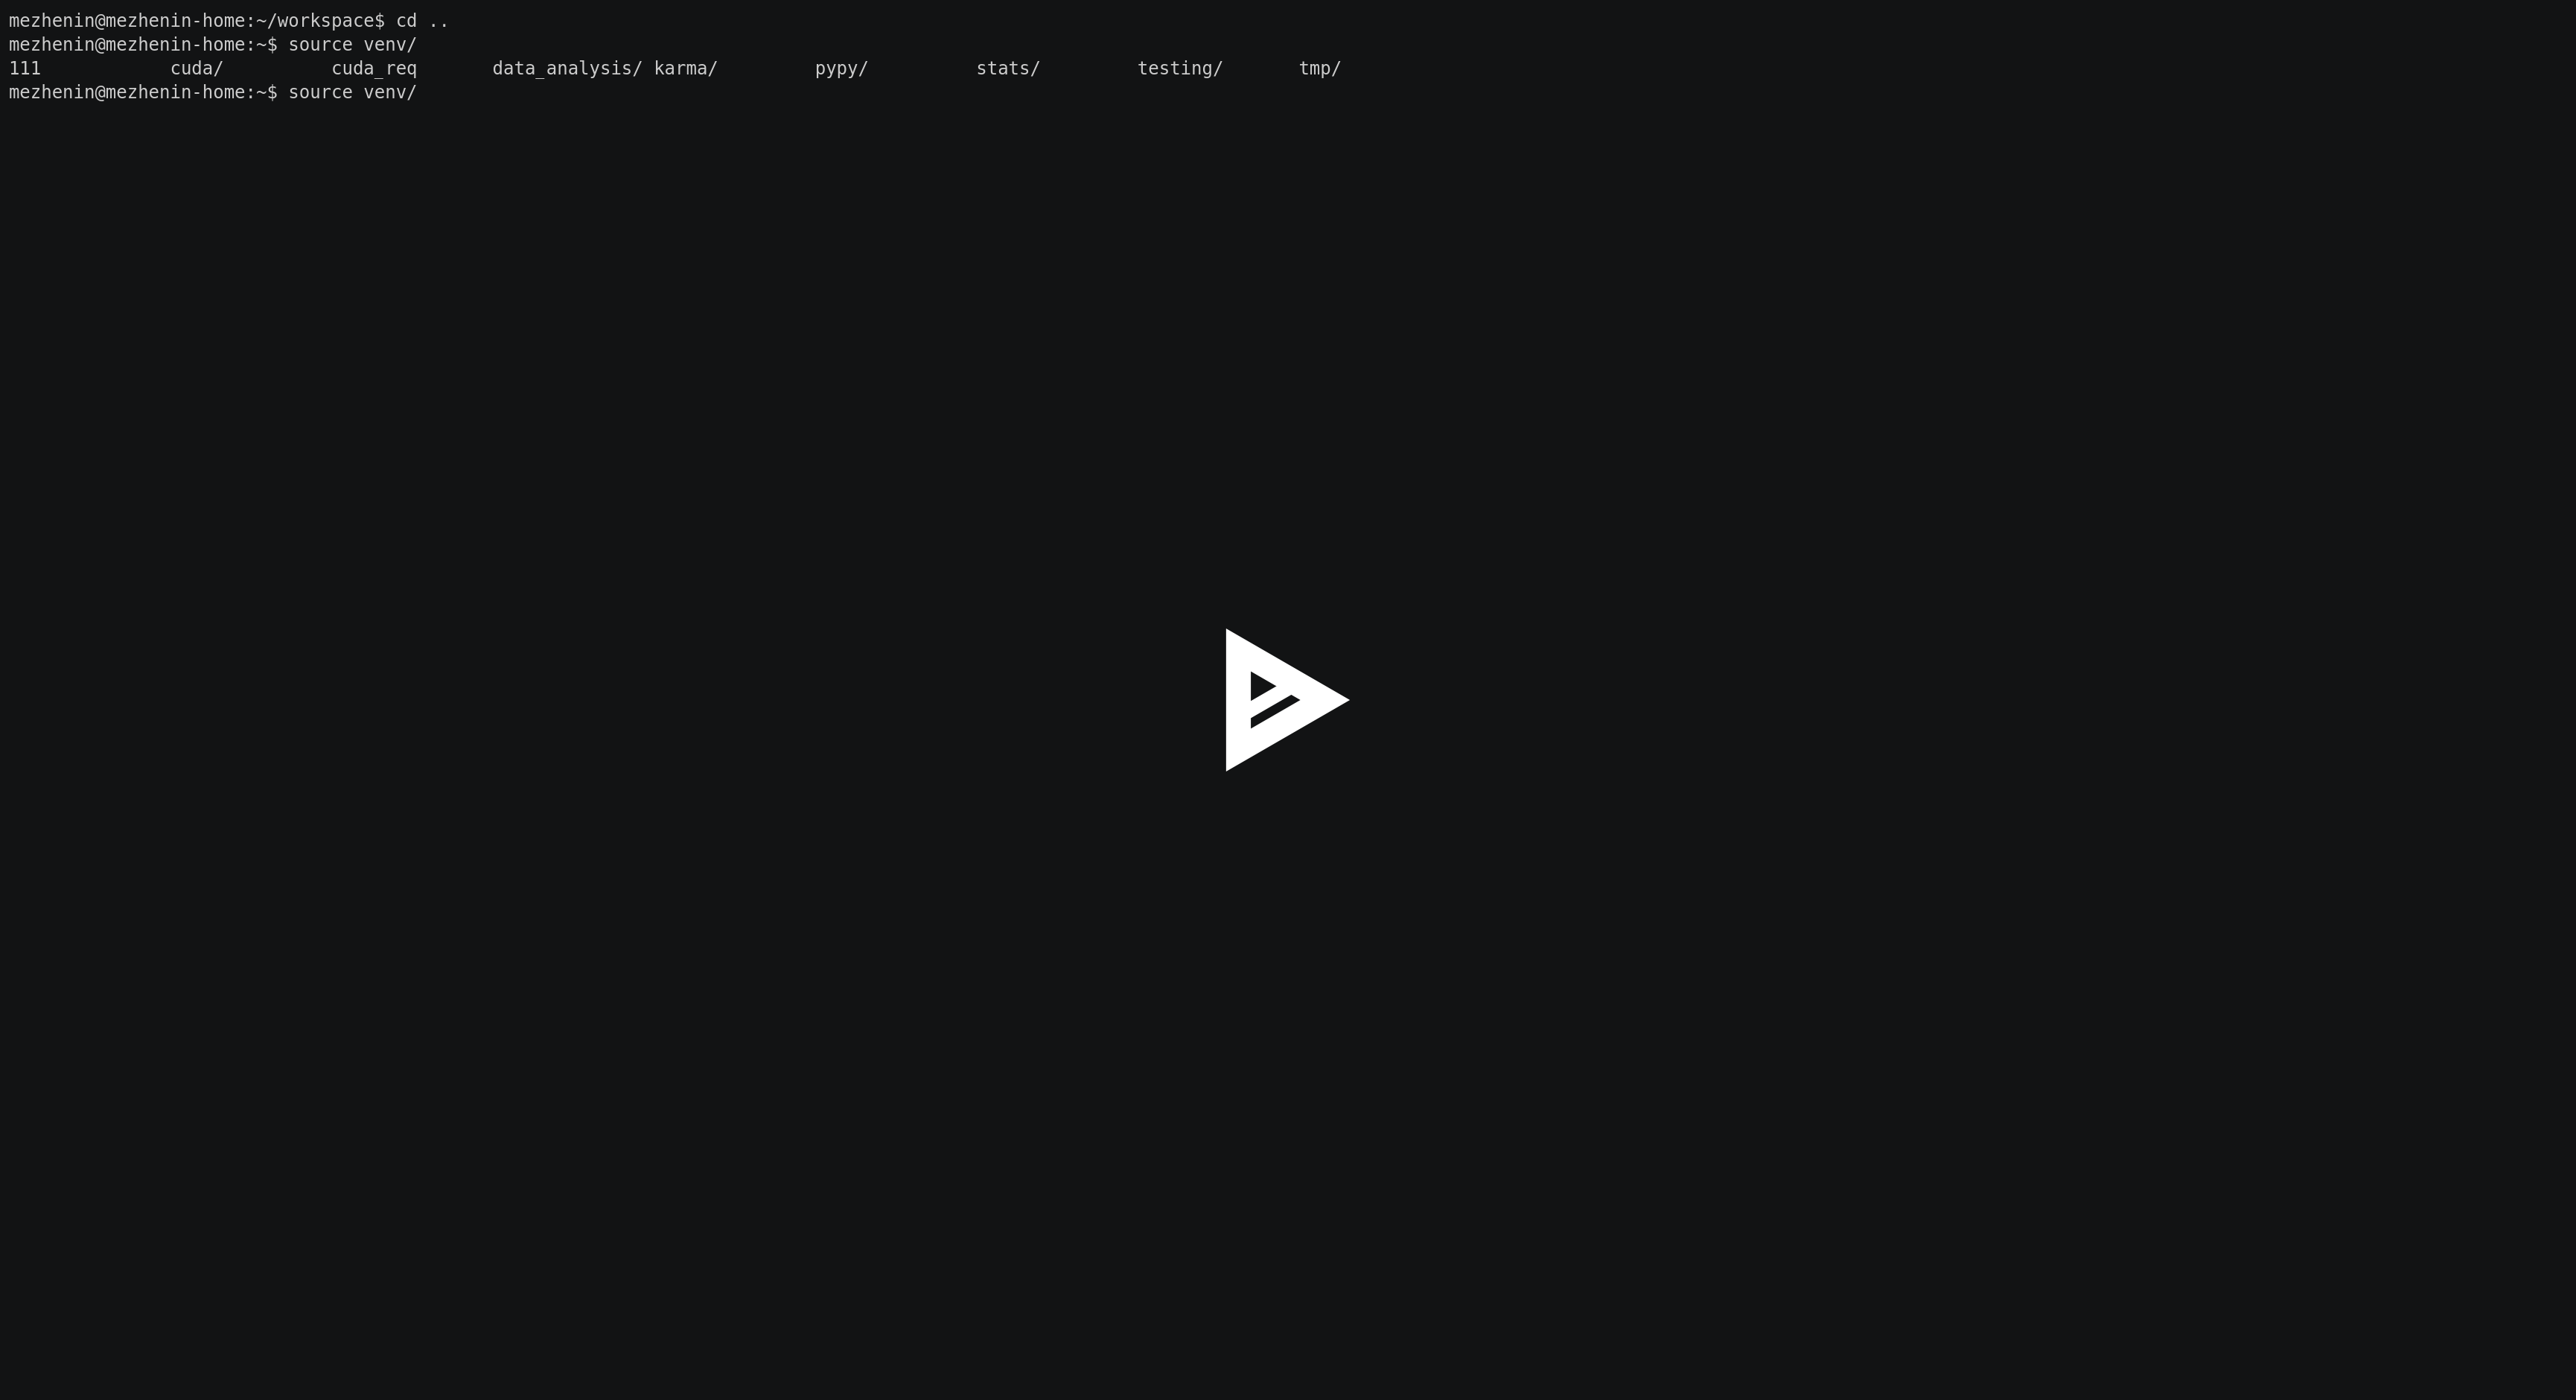 mezhenin@mezhenin-home:~/workspace$ cd ..
mezhenin@mezhenin-home:~$ source venv/
111            cuda/          cuda_req       data_analysis/ karma/         pypy/          stats/         testing/       tmp/
mezhenin@mezhenin-home:~$ source venv/